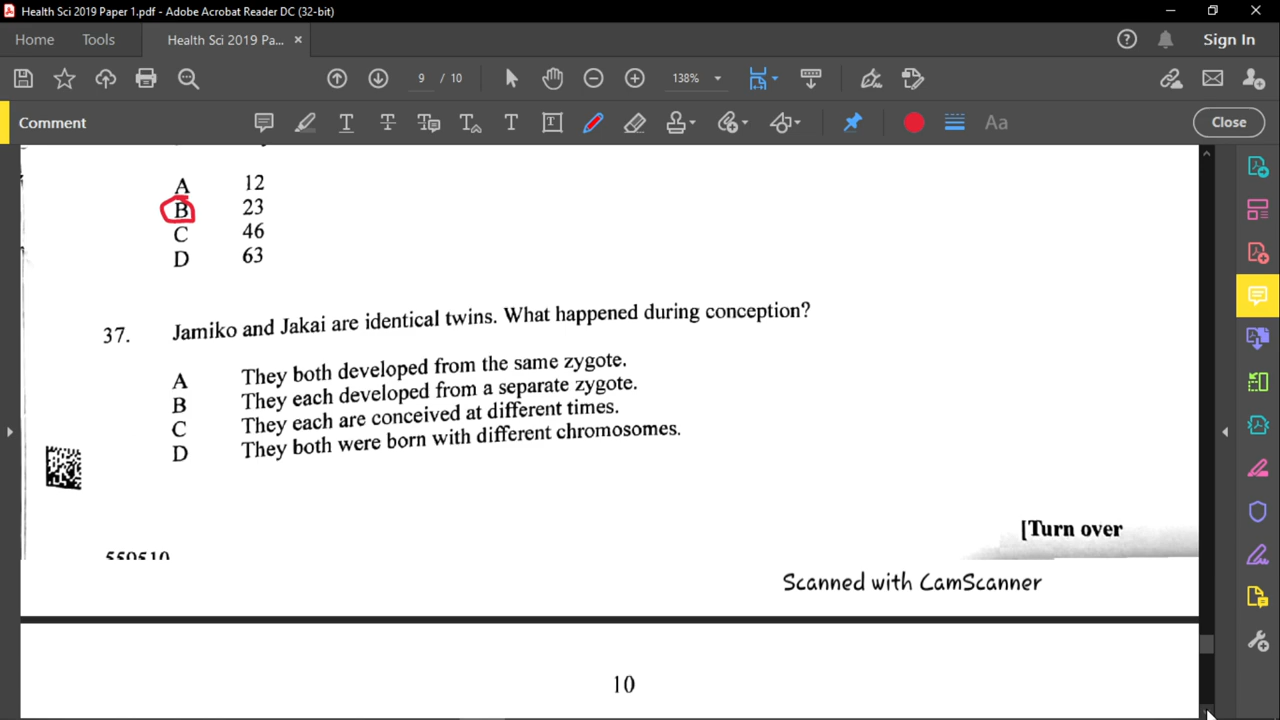 Health Sci 2019 Paper 1.pdf - Adobe Acrobat Reader DC (32-bit)
Home Tools Health Sci 2019 Pa... × Sign In
9 / 10 138%
Comment Close
A 12
B 23
C 46
D 63
37. Jamiko and Jakai are identical twins. What happened during conception?
A They both developed from the same zygote.
B They each developed from a separate zygote.
C They each are conceived at different times.
D They both were born with different chromosomes.
[Turn over
559510
Scanned with CamScanner
10